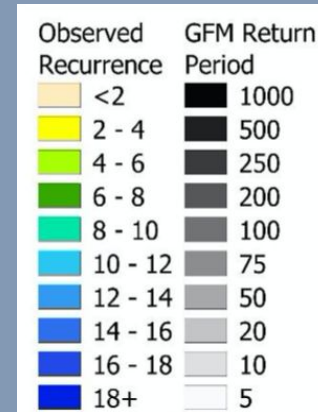 Observed GFM Return
Recurrence Period
<2 1000
2 - 4 500
4 - 6 250
6 - 8 200
8 - 10 100
10 - 12 75
12 - 14 50
14 - 16 20
16 - 18 10
18+ 5